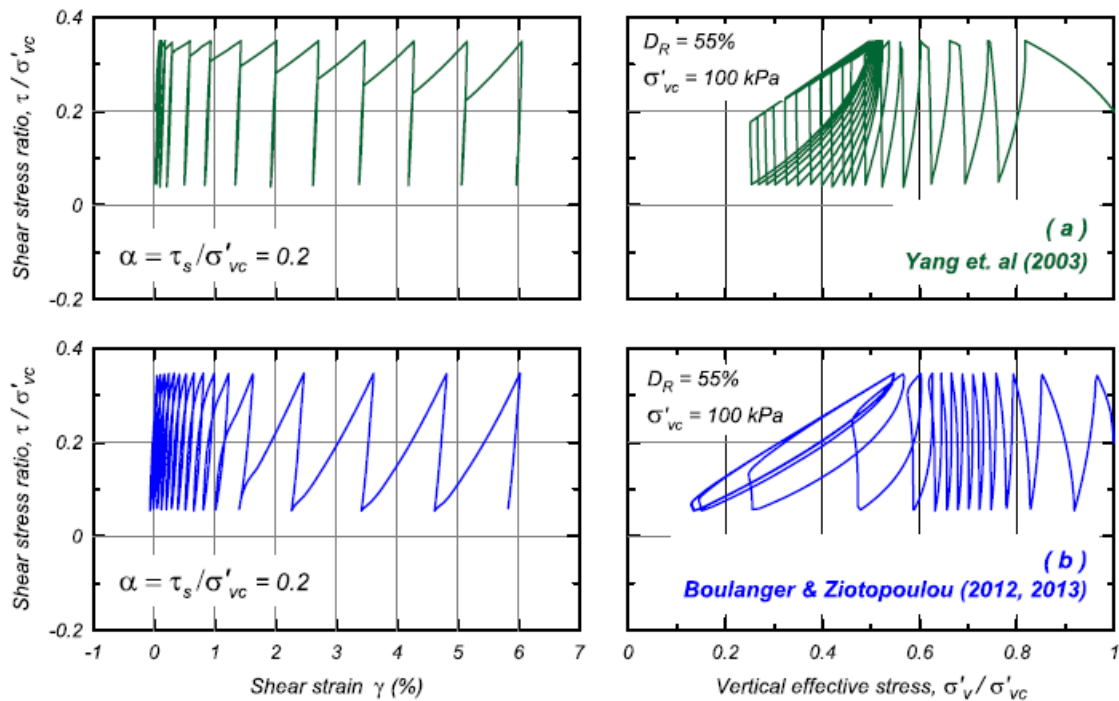 0.4
0.2
0
-0.2
Shear stress ratio, τ / σ'vc
α = τs/σ'vc = 0.2
DR = 55%
σ'vc = 100 kPa
( a )
Yang et. al (2003)
0.4
0.2
0
-0.2
Shear stress ratio, τ / σ'vc
α = τs/σ'vc = 0.2
-1 0 1 2 3 4 5 6 7
Shear strain γ (%)
DR = 55%
σ'vc = 100 kPa
( b )
Boulanger & Ziotopoulou (2012, 2013)
0 0.2 0.4 0.6 0.8 1
Vertical effective stress, σ'v / σ'vc